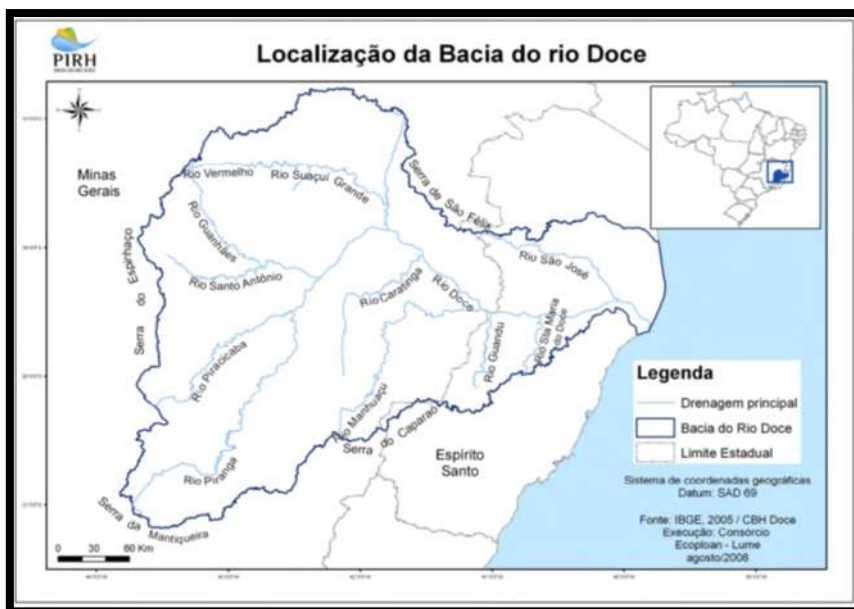 PIRH
Localização da Bacia do rio Doce
Minas
Gerais
Rio Vermelho
Rio Suaçuí Grande
Serra de São Félix
Rio Guanhães
Serra do Espinhaço
Rio Santo Antônio
Rio Caratinga
Rio Doce
Riu São José
Rio Piracicaba
Rio Guandu
Rio Sta Maria
do Doce
Rio Manhuaçu
Serra do Caparaó
Espírito
Santo
Rio Piranga
Serra da Mantiqueira
0 30 60 Km
Legenda
Drenagem principal
Bacia do Rio Doce
Limite Estadual
Sistema de coordenadas geográficas
Datum: SAD 69
Fonte: IBGE, 2005 / CBH Doce
Execução: Consórcio
Ecoploan - Lume
agosto/2008